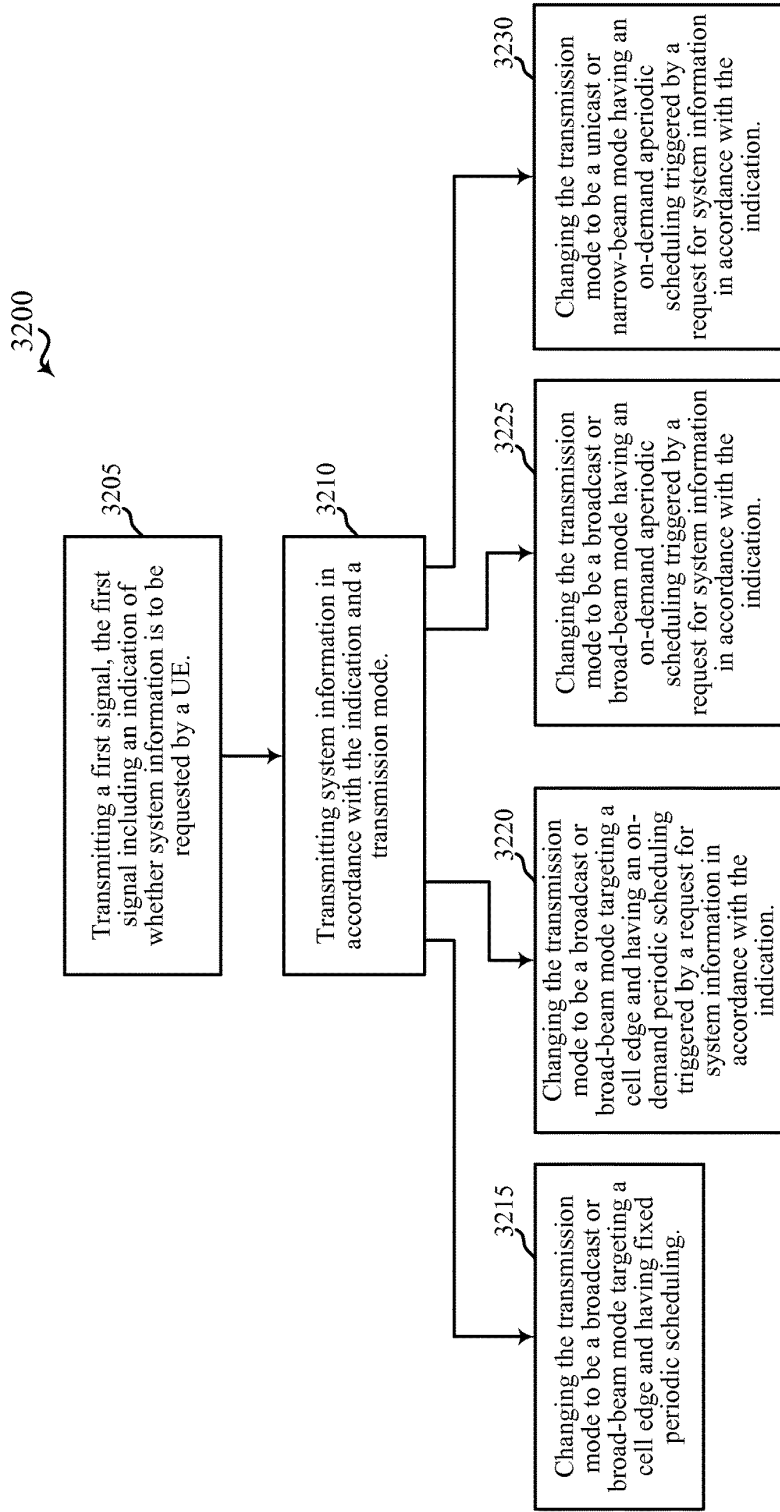 3200
3205
Transmitting a first signal, the first
signal including an indication of
whether system information is to be
requested by a UE.
3210
Transmitting system information in
accordance with the indication and a
transmission mode.
3215
Changing the transmission
mode to be a broadcast or
broad-beam mode targeting a
cell edge and having fixed
periodic scheduling.
3220
Changing the transmission
mode to be a broadcast or
broad-beam mode targeting a
cell edge and having an on-
demand periodic scheduling
triggered by a request for
system information in
accordance with the
indication.
3225
Changing the transmission
mode to be a broadcast or
broad-beam mode having an
on-demand aperiodic
scheduling triggered by a
request for system information
in accordance with the
indication.
3230
Changing the transmission
mode to be a unicast or
narrow-beam mode having an
on-demand aperiodic
scheduling triggered by a
request for system information
in accordance with the
indication.